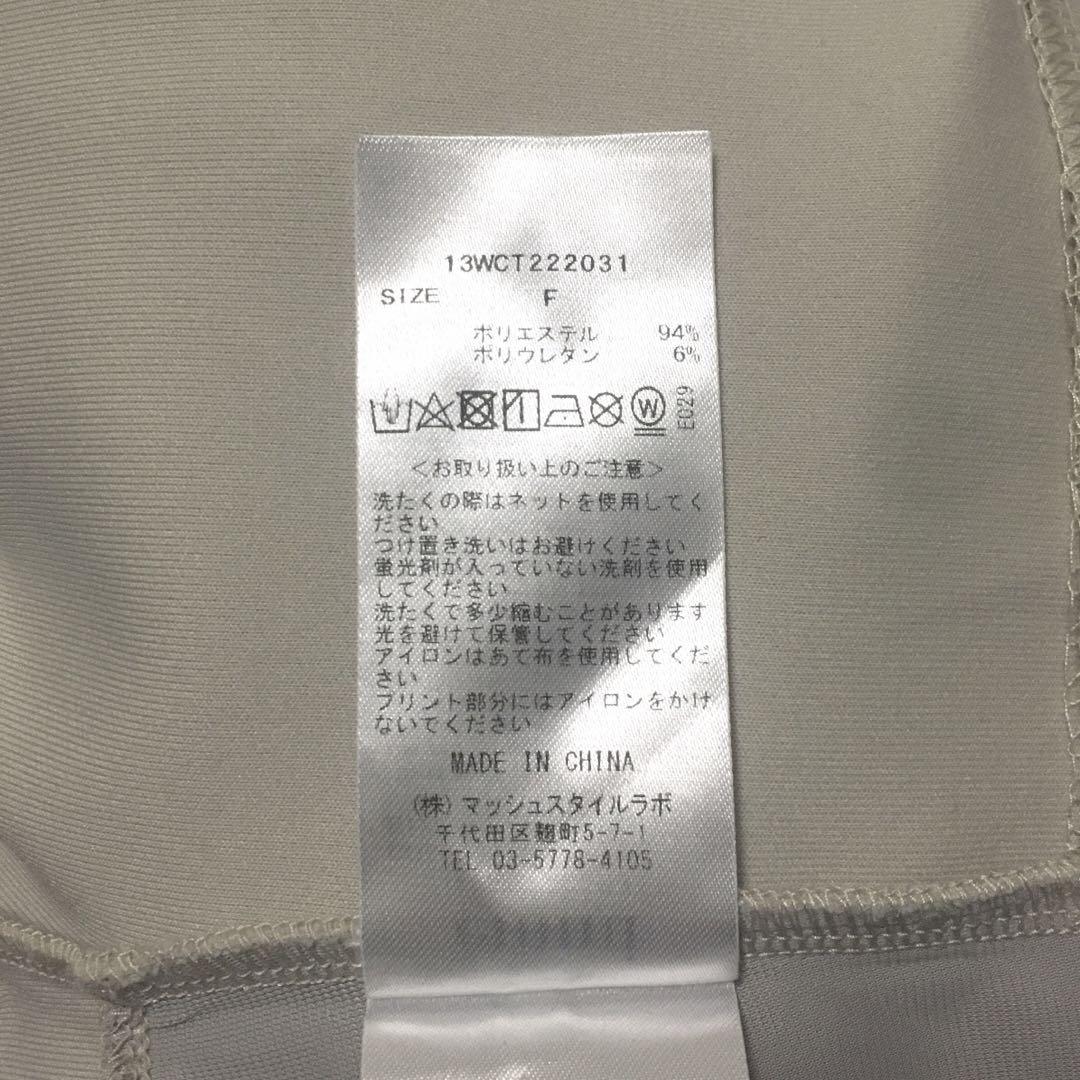 13WCT222031
SIZE F
ポリエステル 94%
ポリウレタン 6%
W
E029
<お取り扱い上のご注意>
洗たくの際はネットを使用してく
ださい
つけ置き洗いはお避けください
蛍光剤が入っていない洗剤を使用
してください
洗たくで多少縮むことがあります
光を避けて保管してください
アイロンはあて布を使用してくだ
さい
プリント部分にはアイロンをかけ
ないでください
MADE IN CHINA
(株)マッシュスタイルラボ
千代田区麹町5-7-1
TEL 03-5778-4105